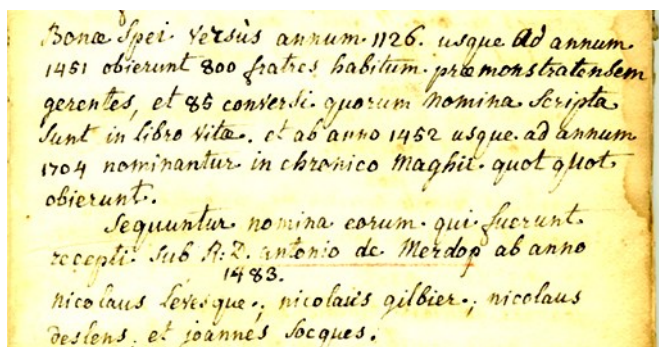 Bonæ Spei versùs annum 1126. usque ad annum
1451 obierunt 800 fratres habitum præmonstratensem
gerentes, et 85 conversi quorum nomina scripta
sunt in libro vitæ. et ab anno 1452 usque ad annum
1704 nominantur in chronico Maghii quot quot
obierunt.
Sequuntur nomina eorum qui fuerunt
recepti sub R: D. antonio de Merdop ab anno
1483.
nicolaus Levesque; nicolaus gilbier; nicolaus
deslens, et joannes Socques.